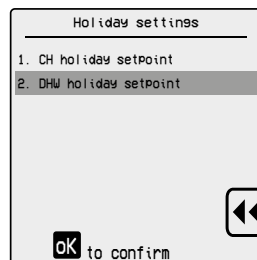 Holiday settings
1. CH holiday setpoint
2. DHW holiday setpoint
OK to confirm